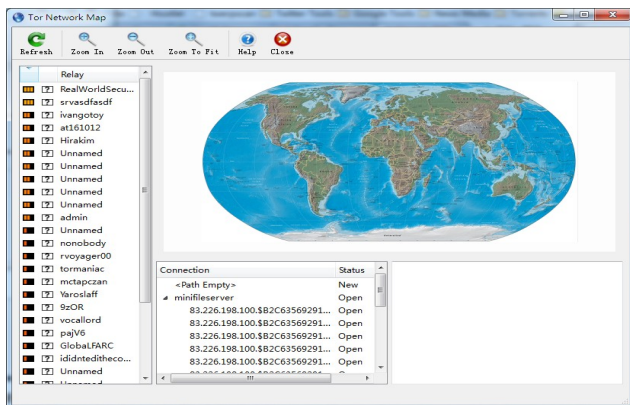 Tor Network Map
Refresh Zoom In Zoom Out Zoom To Fit Help Close
Relay
RealWorldSecu...
srvasdfasdf
ivangotoy
at161012
Hirakim
Unnamed
Unnamed
Unnamed
Unnamed
admin
Unnamed
nonobody
rvoyager00
tormaniac
mctapczan
Yaroslaff
9zOR
vocallord
pajV6
GlobaLFARC
ididnteditheco...
Unnamed
Connection Status
<Path Empty> New
minifileserver Open
83.226.198.100.$B2C63569291... Open
83.226.198.100.$B2C63569291... Open
83.226.198.100.$B2C63569291... Open
83.226.198.100.$B2C63569291... Open
83.226.198.100.$B2C63569291... Open